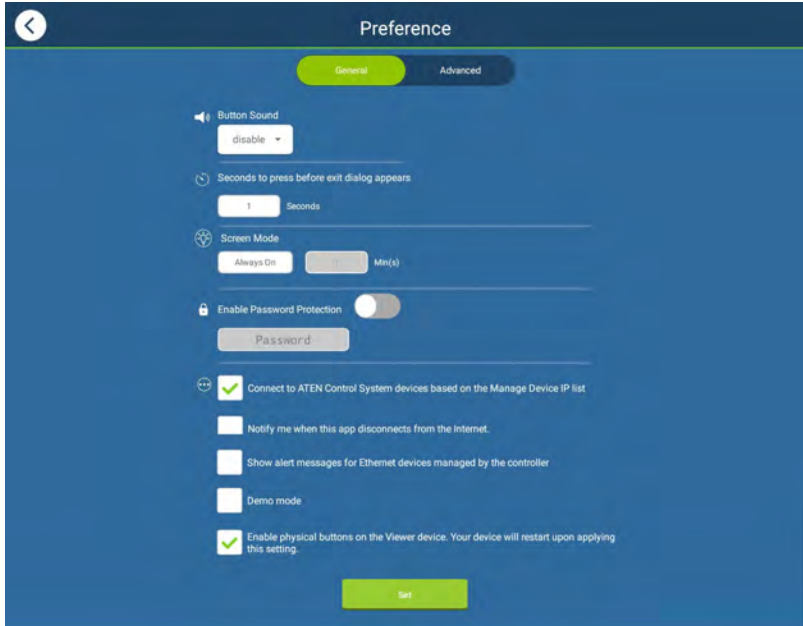 Preference
General
Advanced
Button Sound
disable
Seconds to press before exit dialog appears
1
Seconds
Screen Mode
Always On
Min(s)
Enable Password Protection
Password
Connect to ATEN Control System devices based on the Manage Device IP list
Notify me when this app disconnects from the Internet.
Show alert messages for Ethernet devices managed by the controller
Demo mode
Enable physical buttons on the Viewer device. Your device will restart upon applying
this setting.
Set